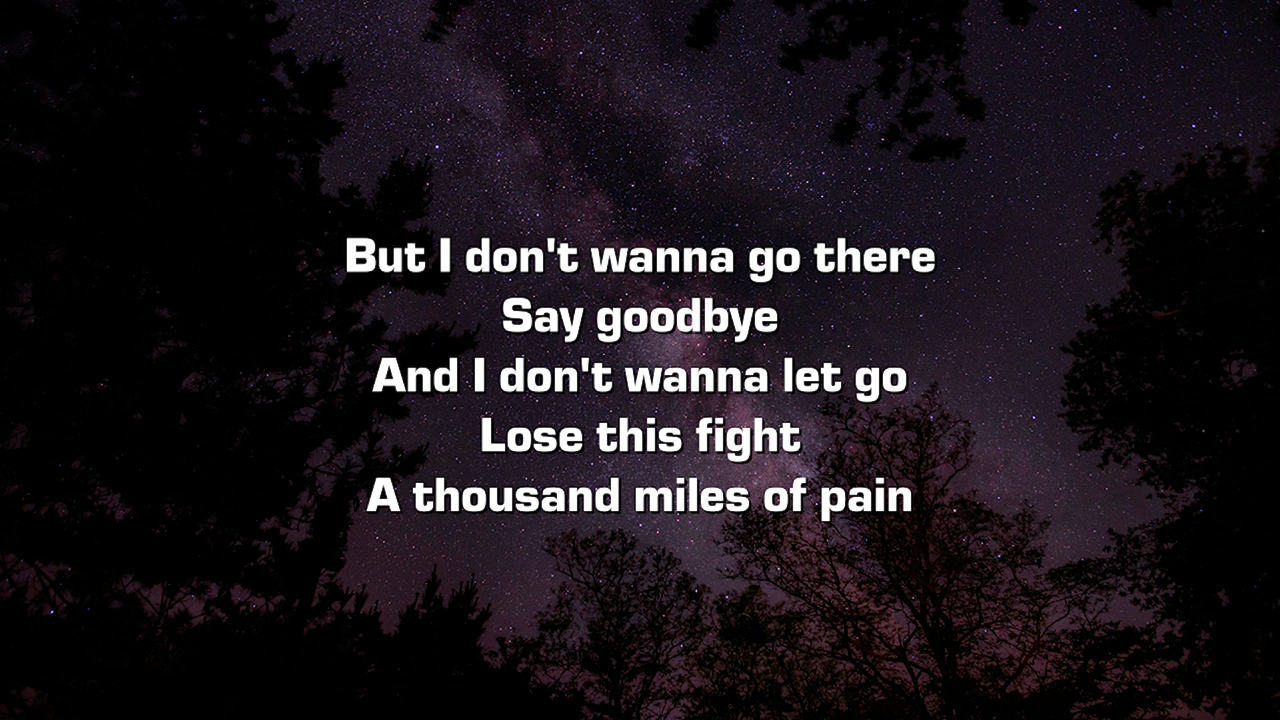 But I don't wanna go there
Say goodbye
And I don't wanna let go
Lose this fight
A thousand miles of pain